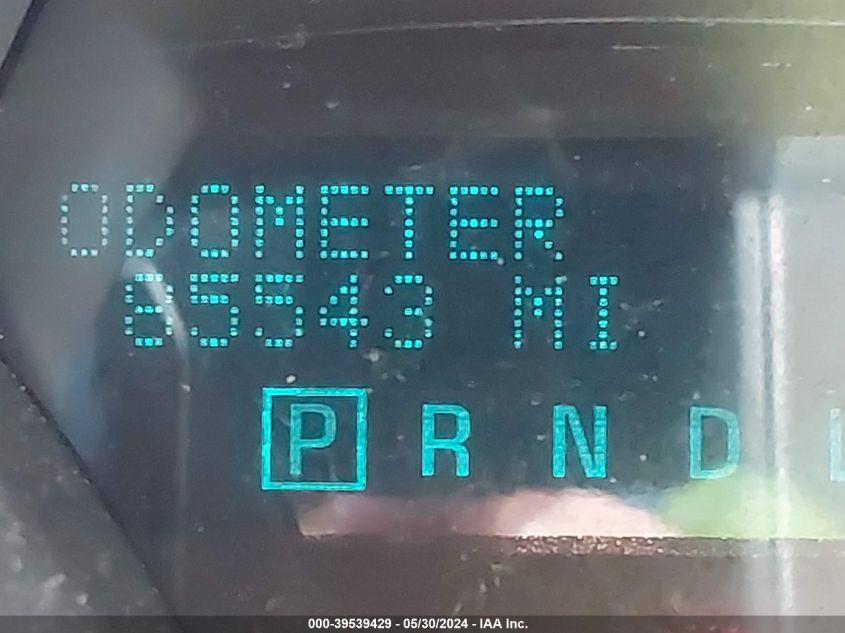 ODOMETER
85543 MI
P R N D L
000-39539429 - 05/30/2024 - IAA Inc.